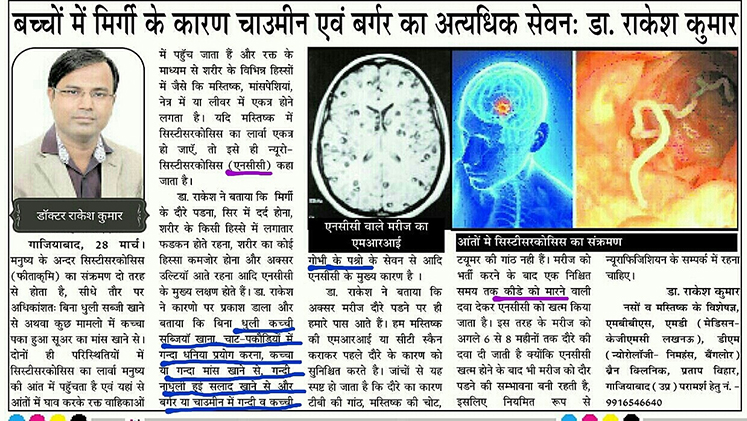 बच्चों में मिर्गी के कारण चाउमीन एवं बर्गर का अत्यधिक सेवन: डा. राकेश कुमार
डॉक्टर राकेश कुमार
गाजियाबाद, 28 मार्च।
मनुष्य के अन्दर सिस्टीसरकोसिस
(फीताकृमि) का संक्रमण दो तरह
से होता है, सीधे तौर पर
अधिकांशतः बिना धुली सब्जी खाने
से अथवा कुछ मामलो में कच्चा
पका हुआ सूअर का मांस खाने से।
दोनों ही परिस्थितियों में
सिस्टीसरकोसिस का लार्वा मनुष्य
की आंत में पहुंचता है एवं यहां से
आंतों में घाव करके रक्त वाहिकाओं
में पहुँच जाता हैं और रक्त के
माध्यम से शरीर के विभिन्न हिस्सों
में जैसे कि मस्तिष्क, मांसपेशियां,
नेत्र में या लीवर में एकत्र होने
लगता है। यदि मस्तिष्क में
सिस्टीसरकोसिस का लार्वा एकत्र
हो जाएँ, तो इसे ही न्यूरो-
सिस्टीसरकोसिस (एनसीसी) कहा
जाता है।
डा. राकेश ने बताया कि मिर्गी
के दौरे पडना, सिर में दर्द होना,
शरीर के किसी हिस्से में लगातार
फडकन होते रहना, शरीर का कोई
हिस्सा कमजोर होना और अक्सर
उल्टियाँ आते रहना आदि एनसीसी
के मुख्य लक्षण होते हैं। डा. राकेश
ने कारणो पर प्रकाश डाला और
बताया कि बिना धुली कच्ची
सब्जियाँ खाना, चाट-पकौडियों में
गन्दा धनिया प्रयोग करना, कच्चा
या गन्दा मांस खाने से, गन्दी
नाधुली हुई सलाद खाने से और
बर्गर या चाउमीन में गन्दी व कच्ची
एनसीसी वाले मरीज का
एमआरआई
गोभी के पत्रो के सेवन से आदि
एनसीसी के मुख्य कारण है ।
डा. राकेश ने बताया कि
अक्सर मरीज दौरे पडने पर ही
हमारे पास आते हैं। हम मस्तिष्क
की एमआरआई या सीटी स्कैन
कराकर पहले दौरे के कारण को
सुनिश्चित करते है। जांचों से यह
स्पष्ट हो जाता है कि दौरे का कारण
टीबी की गांठ, मस्तिष्क की चोट,
आंतों मे सिस्टीसरकोसिस का संक्रमण
ट्यूमर की गांठ नही हैं। मरीज को
भर्ती करने के बाद एक निश्चित
समय तक कीडे को मारने वाली
दवा देकर एनसीसी को खत्म किया
जाता है। इस तरह के मरीज को
अगले 6 से 8 महीनों तक दौरे की
दवा दी जाती है क्योंकि एनसीसी
खत्म होने के बाद भी मरीज को दौर
पडने की सम्भावना बनी रहती है,
इसलिए नियमित रूप से
न्यूराफिजीशियन के सम्पर्क में रहना
चाहिए।
डा. राकेश कुमार
नसों व मस्तिष्क के विशेषज्ञ,
एमबीबीएस, एमडी (मेडिसन-
केजीएमसी लखनऊ), डीएम
(न्योरोलॉजी- निमहंस, बैंगलोर)
ब्रैन क्लिनिक, प्रताप विहार,
गाजियाबाद (उप्र) परामर्श हेतु नं. -
9916546640